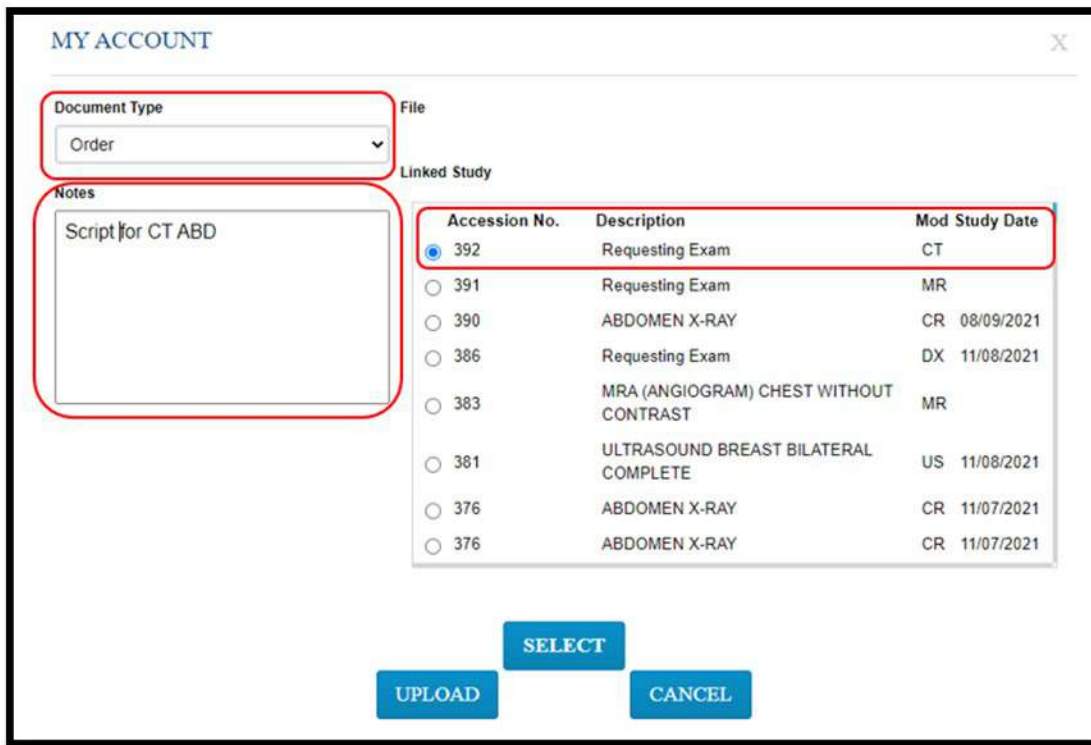 MY ACCOUNT
X
Document Type
Order
Notes
Script for CT ABD
File
Linked Study
Accession No. Description Mod Study Date
392 Requesting Exam CT
391 Requesting Exam MR
390 ABDOMEN X-RAY CR 08/09/2021
386 Requesting Exam DX 11/08/2021
383 MRA (ANGIOGRAM) CHEST WITHOUT
CONTRAST MR
381 ULTRASOUND BREAST BILATERAL
COMPLETE US 11/08/2021
376 ABDOMEN X-RAY CR 11/07/2021
376 ABDOMEN X-RAY CR 11/07/2021
SELECT
UPLOAD CANCEL